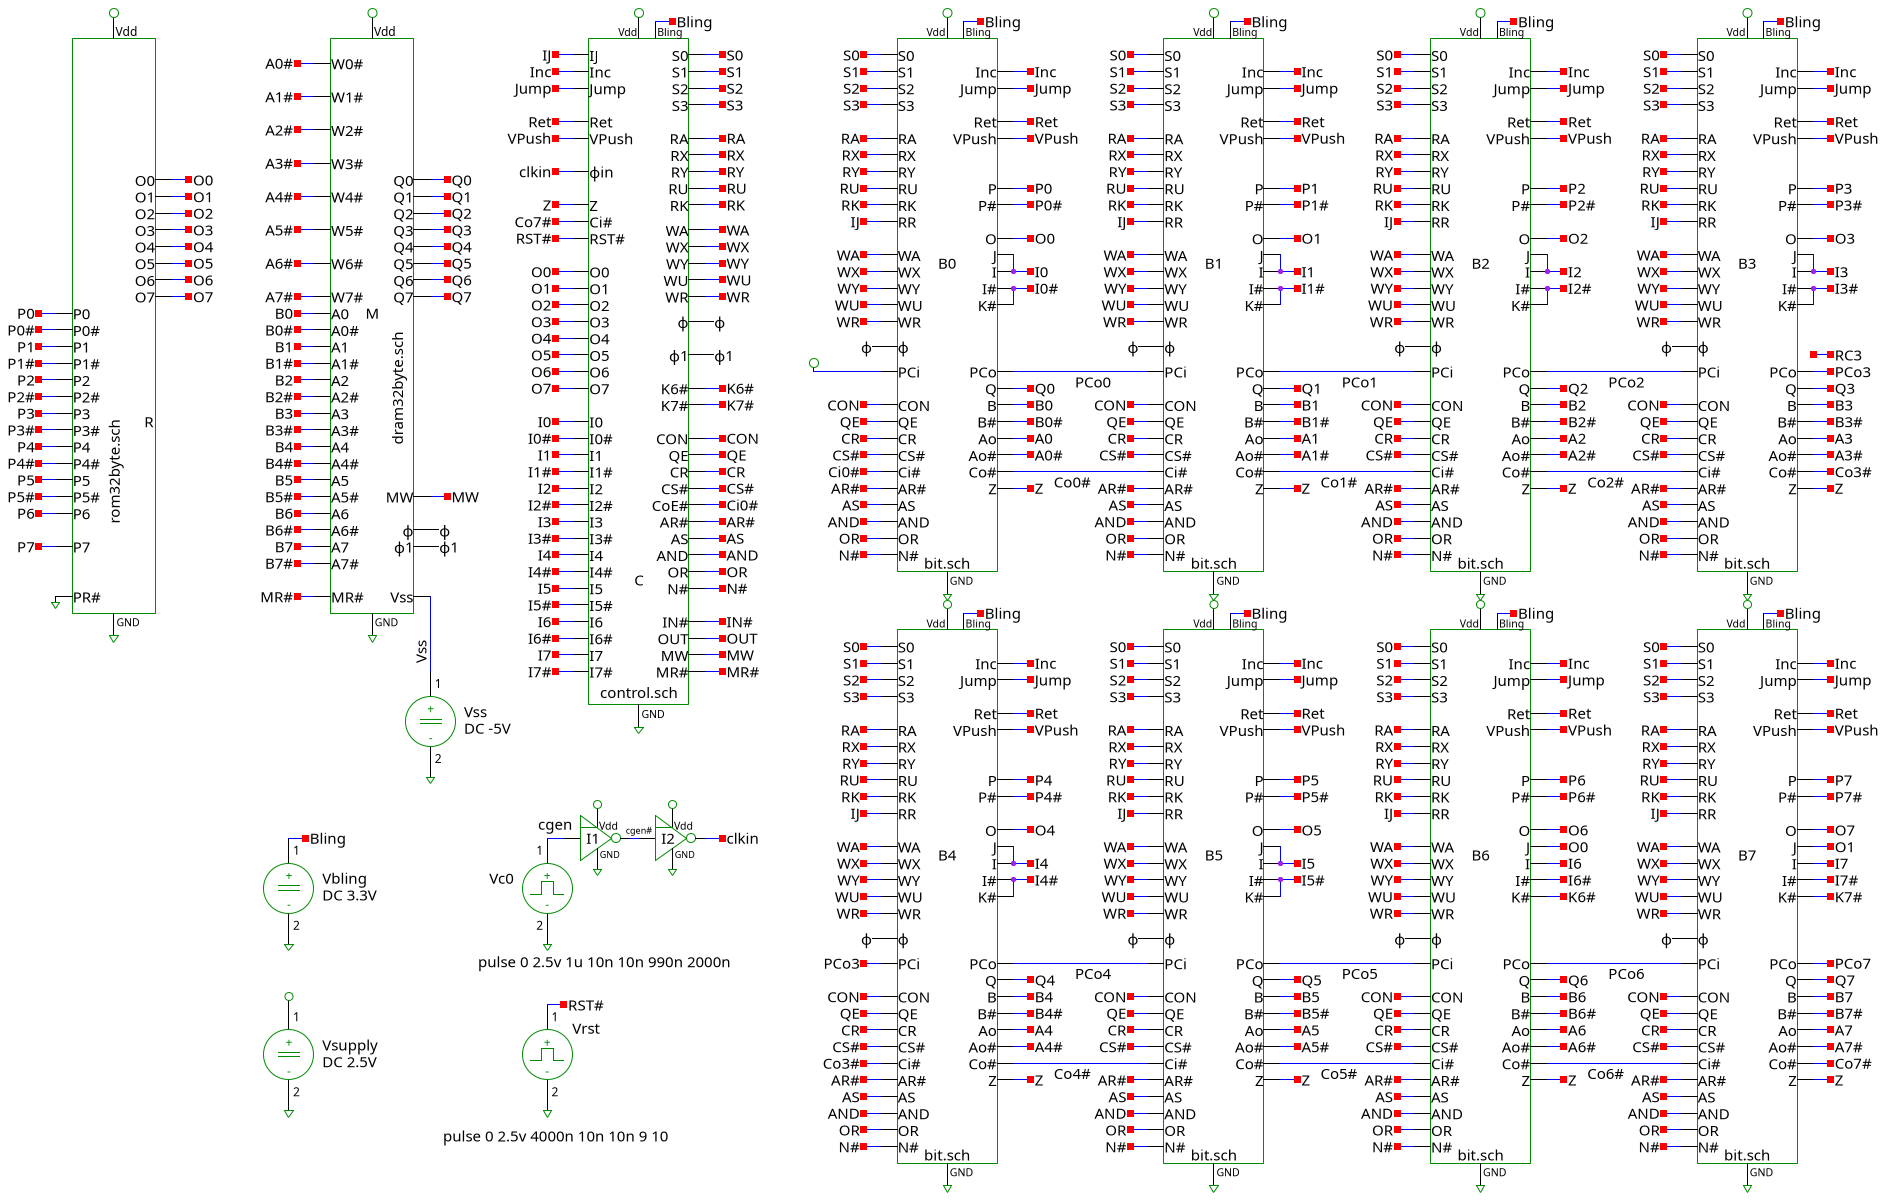 Vdd
O0 O0
O1 O1
O2 O2
O3 O3
O4 O4
O5 O5
O6 O6
O7 O7
P0 P0
P0# P0#
P1 P1
P1# P1#
P2 P2
P2# P2#
P3 P3
P3# P3#
P4 P4
P4# P4#
P5 P5
P5# P5#
P6 P6
P7 P7
PR#
R
rom32byte.sch
GND
Vdd
A0# W0#
A1# W1#
A2# W2#
A3# W3#
A4# W4#
A5# W5#
A6# W6#
A7# W7#
B0 A0 M
B0# A0#
B1 A1
B1# A1#
B2 A2
B2# A2#
B3 A3
B3# A3#
B4 A4
B4# A4#
B5 A5
B5# A5#
B6 A6
B6# A6#
B7 A7
B7# A7#
MR# MR#
Q0 Q0
Q1 Q1
Q2 Q2
Q3 Q3
Q4 Q4
Q5 Q5
Q6 Q6
Q7 Q7
dram32byte.sch
MW MW
ϕ ϕ
ϕ1 ϕ1
Vss
GND
Vss
1
Vss
DC -5V
2
Vdd Bling
Bling
IJ IJ
Inc Inc
Jump Jump
Ret Ret
VPush VPush
clkin ϕin
Z Z
Co7# Ci#
RST# RST#
O0 O0
O1 O1
O2 O2
O3 O3
O4 O4
O5 O5
O6 O6
O7 O7
I0 I0
I0# I0#
I1 I1
I1# I1#
I2 I2
I2# I2#
I3 I3
I3# I3#
I4 I4
I4# I4#
I5 I5
I5# I5#
I6 I6
I6# I6#
I7 I7
I7# I7#
S0 S0
S1 S1
S2 S2
S3 S3
RA RA
RX RX
RY RY
RU RU
RK RK
WA WA
WX WX
WY WY
WU WU
WR WR
ϕ ϕ
ϕ1 ϕ1
K6# K6#
K7# K7#
CON CON
QE QE
CR CR
CS# CS#
CoE# Ci0#
AR# AR#
AS AS
AND AND
OR OR
N# N#
IN# IN#
OUT OUT
MW MW
MR# MR#
C
control.sch
GND
Bling
1
Vbling
DC 3.3V
2
1
Vsupply
DC 2.5V
2
cgen
I1
Vdd
GND
cgen#
I2
Vdd
GND
clkin
1
Vc0
2
pulse 0 2.5v 1u 10n 10n 990n 2000n
RST#
1
Vrst
2
pulse 0 2.5v 4000n 10n 10n 9 10
Bling
Vdd Bling
S0 S0
S1 S1 Inc Inc
S2 S2 Jump Jump
S3 S3
Ret Ret
RA RA VPush VPush
RX RX
RY RY
RU RU P P0
RK RK P# P0#
IJ RR
O O0
WA WA J
WX WX B0 I I0
WY WY I# I0#
WU WU K#
WR WR
ϕ ϕ
PCi PCo PCo0
Q Q0
CON CON B B0
QE QE B# B0#
CR CR Ao A0
CS# CS# Ao# A0#
Ci0# Ci# Co# Co0#
AR# AR# Z Z
AS AS
AND AND
OR OR
N# N#
bit.sch
GND
Bling
Vdd Bling
S0 S0
S1 S1 Inc Inc
S2 S2 Jump Jump
S3 S3
Ret Ret
RA RA VPush VPush
RX RX
RY RY
RU RU P P1
RK RK P# P1#
IJ RR
O O1
WA WA J
WX WX B1 I I1
WY WY I# I1#
WU WU K#
WR WR
ϕ ϕ
PCi PCo PCo1
Q Q1
CON CON B B1
QE QE B# B1#
CR CR Ao A1
CS# CS# Ao# A1#
Ci# Co# Co1#
AR# AR# Z Z
AS AS
AND AND
OR OR
N# N#
bit.sch
GND
Bling
Vdd Bling
S0 S0
S1 S1 Inc Inc
S2 S2 Jump Jump
S3 S3
Ret Ret
RA RA VPush VPush
RX RX
RY RY
RU RU P P2
RK RK P# P2#
IJ RR
O O2
WA WA J
WX WX B2 I I2
WY WY I# I2#
WU WU K#
WR WR
ϕ ϕ
PCi PCo PCo2
Q Q2
CON CON B B2
QE QE B# B2#
CR CR Ao A2
CS# CS# Ao# A2#
Ci# Co# Co2#
AR# AR# Z Z
AS AS
AND AND
OR OR
N# N#
bit.sch
GND
Bling
Vdd Bling
S0 S0
S1 S1 Inc Inc
S2 S2 Jump Jump
S3 S3
Ret Ret
RA RA VPush VPush
RX RX
RY RY
RU RU P P3
RK RK P# P3#
IJ RR
O O3
WA WA J
WX WX B3 I I3
WY WY I# I3#
WU WU K#
WR WR
ϕ ϕ RC3
PCi PCo PCo3
Q Q3
CON CON B B3
QE QE B# B3#
CR CR Ao A3
CS# CS# Ao# A3#
Ci# Co# Co3#
AR# AR# Z Z
AS AS
AND AND
OR OR
N# N#
bit.sch
GND
Bling
Vdd Bling
S0 S0
S1 S1 Inc Inc
S2 S2 Jump Jump
S3 S3
Ret Ret
RA RA VPush VPush
RX RX
RY RY
RU RU P P4
RK RK P# P4#
IJ RR
O O4
WA WA J
WX WX B4 I I4
WY WY I# I4#
WU WU K#
WR WR
ϕ ϕ
PCo3 PCi PCo PCo4
Q Q4
CON CON B B4
QE QE B# B4#
CR CR Ao A4
CS# CS# Ao# A4#
Co3# Ci# Co# Co4#
AR# AR# Z Z
AS AS
AND AND
OR OR
N# N#
bit.sch
GND
Vdd Bling
S0 S0
S1 S1 Inc Inc
S2 S2 Jump Jump
S3 S3
Ret Ret
RA RA VPush VPush
RX RX
RY RY
RU RU P P5
RK RK P# P5#
IJ RR
O O5
WA WA J
WX WX B5 I I5
WY WY I# I5#
WU WU K#
WR WR
ϕ ϕ
PCi PCo PCo5
Q Q5
CON CON B B5
QE QE B# B5#
CR CR Ao A5
CS# CS# Ao# A5#
Ci# Co# Co5#
AR# AR# Z Z
AS AS
AND AND
OR OR
N# N#
bit.sch
GND
Bling
Vdd Bling
S0 S0
S1 S1 Inc Inc
S2 S2 Jump Jump
S3 S3
Ret Ret
RA RA VPush VPush
RX RX
RY RY
RU RU P P6
RK RK P# P6#
IJ RR
O O6
WA WA J O0
WX WX B6 I I6
WY WY I# I6#
WU WU K# K6#
WR WR
ϕ ϕ
PCi PCo PCo6
Q Q6
CON CON B B6
QE QE B# B6#
CR CR Ao A6
CS# CS# Ao# A6#
Ci# Co# Co6#
AR# AR# Z Z
AS AS
AND AND
OR OR
N# N#
bit.sch
GND
Bling
Vdd Bling
S0 S0
S1 S1 Inc Inc
S2 S2 Jump Jump
S3 S3
Ret Ret
RA RA VPush VPush
RX RX
RY RY
RU RU P P7
RK RK P# P7#
IJ RR
O O7
WA WA J O1
WX WX B7 I I7
WY WY I# I7#
WU WU K# K7#
WR WR
ϕ ϕ
PCi PCo PCo7
Q Q7
CON CON B B7
QE QE B# B7#
CR CR Ao A7
CS# CS# Ao# A7#
Ci# Co# Co7#
AR# AR# Z Z
AS AS
AND AND
OR OR
N# N#
bit.sch
GND